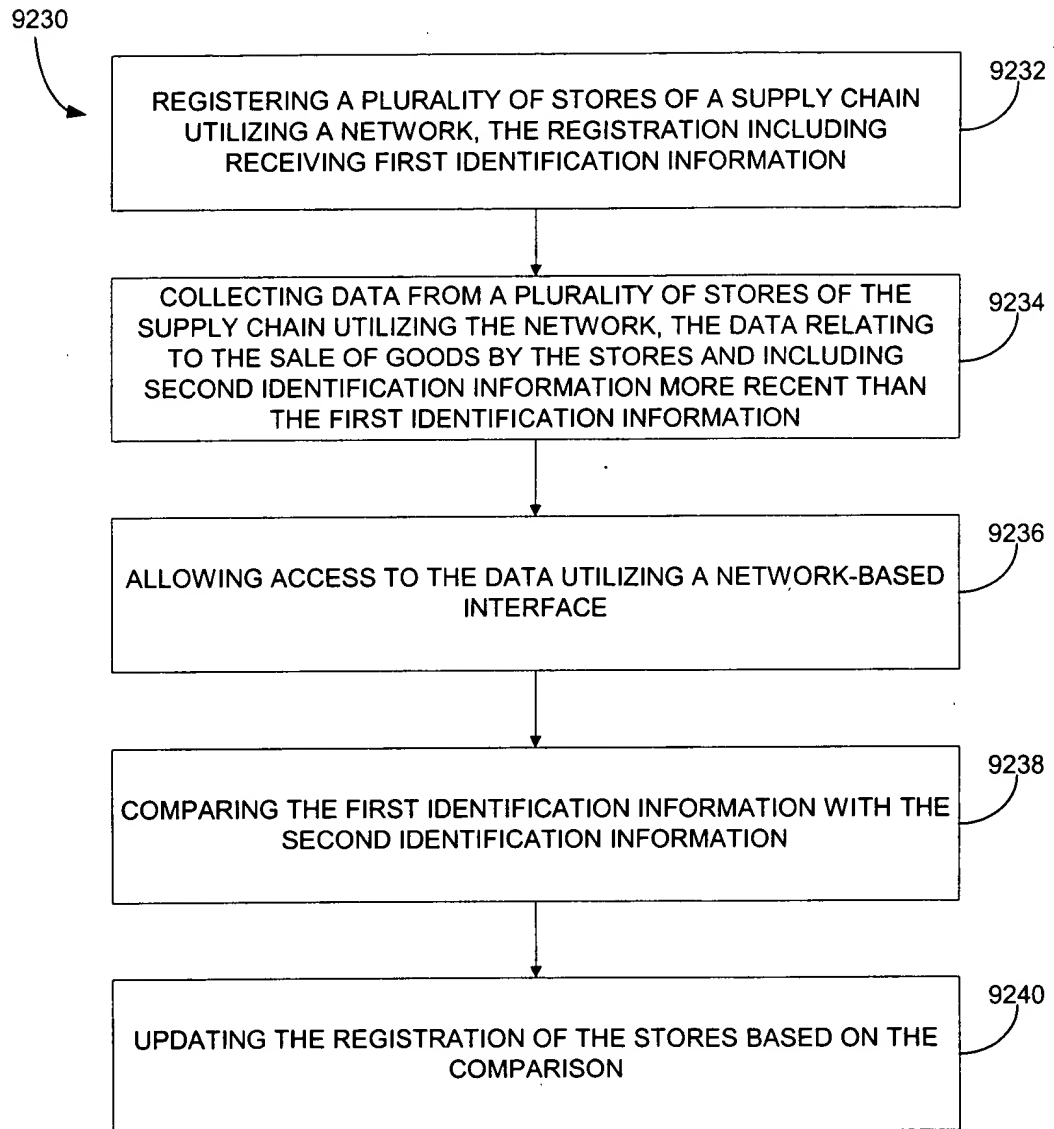 9230
9232
REGISTERING A PLURALITY OF STORES OF A SUPPLY CHAIN
UTILIZING A NETWORK, THE REGISTRATION INCLUDING
RECEIVING FIRST IDENTIFICATION INFORMATION
9234
COLLECTING DATA FROM A PLURALITY OF STORES OF THE
SUPPLY CHAIN UTILIZING THE NETWORK, THE DATA RELATING
TO THE SALE OF GOODS BY THE STORES AND INCLUDING
SECOND IDENTIFICATION INFORMATION MORE RECENT THAN
THE FIRST IDENTIFICATION INFORMATION
9236
ALLOWING ACCESS TO THE DATA UTILIZING A NETWORK-BASED
INTERFACE
9238
COMPARING THE FIRST IDENTIFICATION INFORMATION WITH THE
SECOND IDENTIFICATION INFORMATION
9240
UPDATING THE REGISTRATION OF THE STORES BASED ON THE
COMPARISON